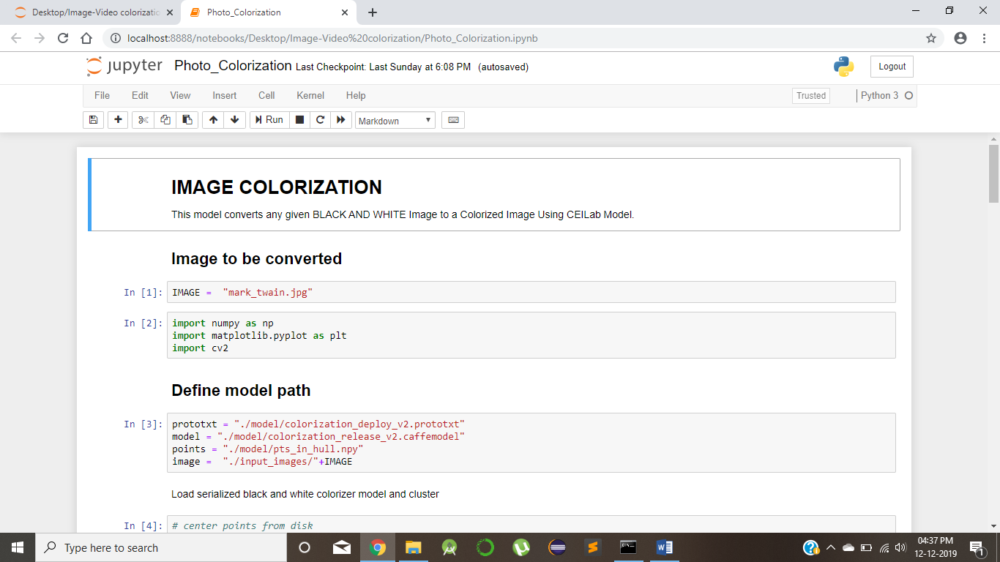 Desktop/Image-Video colorizatio
Photo_Colorization
localhost:8888/notebooks/Desktop/Image-Video%20colorization/Photo_Colorization.ipynb
jupyter Photo_Colorization Last Checkpoint: Last Sunday at 6:08 PM (autosaved)
Logout
File Edit View Insert Cell Kernel Help
Trusted
Python 3
Run
Markdown
IMAGE COLORIZATION
This model converts any given BLACK AND WHITE Image to a Colorized Image Using CEILab Model.
Image to be converted
In [1]: IMAGE = "mark_twain.jpg"
In [2]: import numpy as np
import matplotlib.pyplot as plt
import cv2
Define model path
In [3]: prototxt = "./model/colorization_deploy_v2.prototxt"
model = "./model/colorization_release_v2.caffemodel"
points = "./model/pts_in_hull.npy"
image = "./input_images/"+IMAGE
Load serialized black and white colorizer model and cluster
In [4]: # center points from disk
Type here to search
04:37 PM
12-12-2019
1